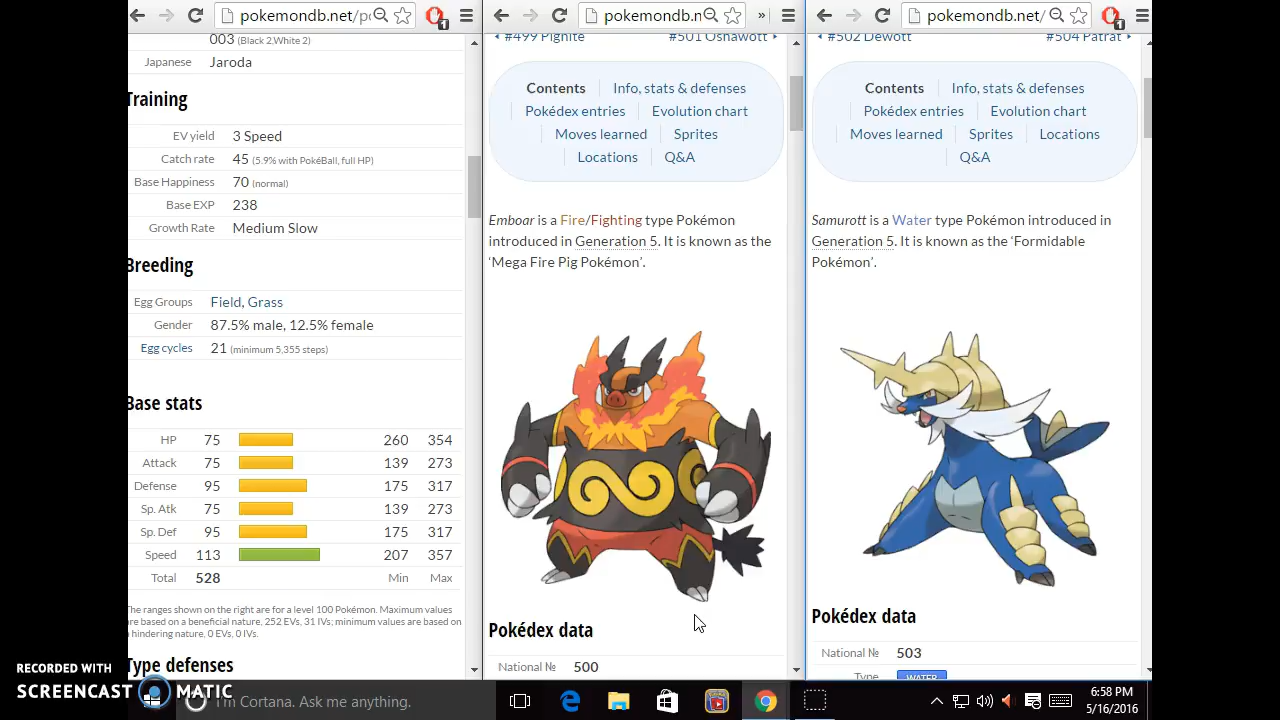 pokemondb.net/p
003 (Black 2,White 2)
Japanese Jaroda
Training
EV yield 3 Speed
Catch rate 45 (5.9% with PokéBall, full HP)
Base Happiness 70 (normal)
Base EXP 238
Growth Rate Medium Slow
Breeding
Egg Groups Field, Grass
Gender 87.5% male, 12.5% female
Egg cycles 21 (minimum 5,355 steps)
Base stats
HP 75 260 354
Attack 75 139 273
Defense 95 175 317
Sp. Atk 75 139 273
Sp. Def 95 175 317
Speed 113 207 357
Total 528 Min Max
The ranges shown on the right are for a level 100 Pokémon. Maximum values
are based on a beneficial nature, 252 EVs, 31 IVs; minimum values are based on
a hindering nature, 0 EVs, 0 IVs.
Type defenses
pokemondb.n
»
#499 Pignite #501 Oshawott
Contents Info, stats & defenses
Pokédex entries Evolution chart
Moves learned Sprites
Locations Q&A
Emboar is a Fire/Fighting type Pokémon
introduced in Generation 5. It is known as the
‘Mega Fire Pig Pokémon’.
Pokédex data
National № 500
pokemondb.net/
#502 Dewott #504 Patrat
Contents Info, stats & defenses
Pokédex entries Evolution chart
Moves learned Sprites Locations
Q&A
Samurott is a Water type Pokémon introduced in
Generation 5. It is known as the ‘Formidable
Pokémon’.
Pokédex data
National № 503
Type WATER
RECORDED WITH
SCREENCAST MATIC
I'm Cortana. Ask me anything.
6:58 PM
5/16/2016